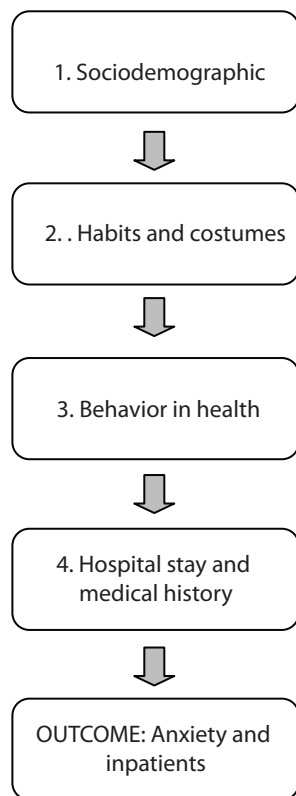 1. Sociodemographic
2. . Habits and costumes
3. Behavior in health
4. Hospital stay and
medical history
OUTCOME: Anxiety and
inpatients